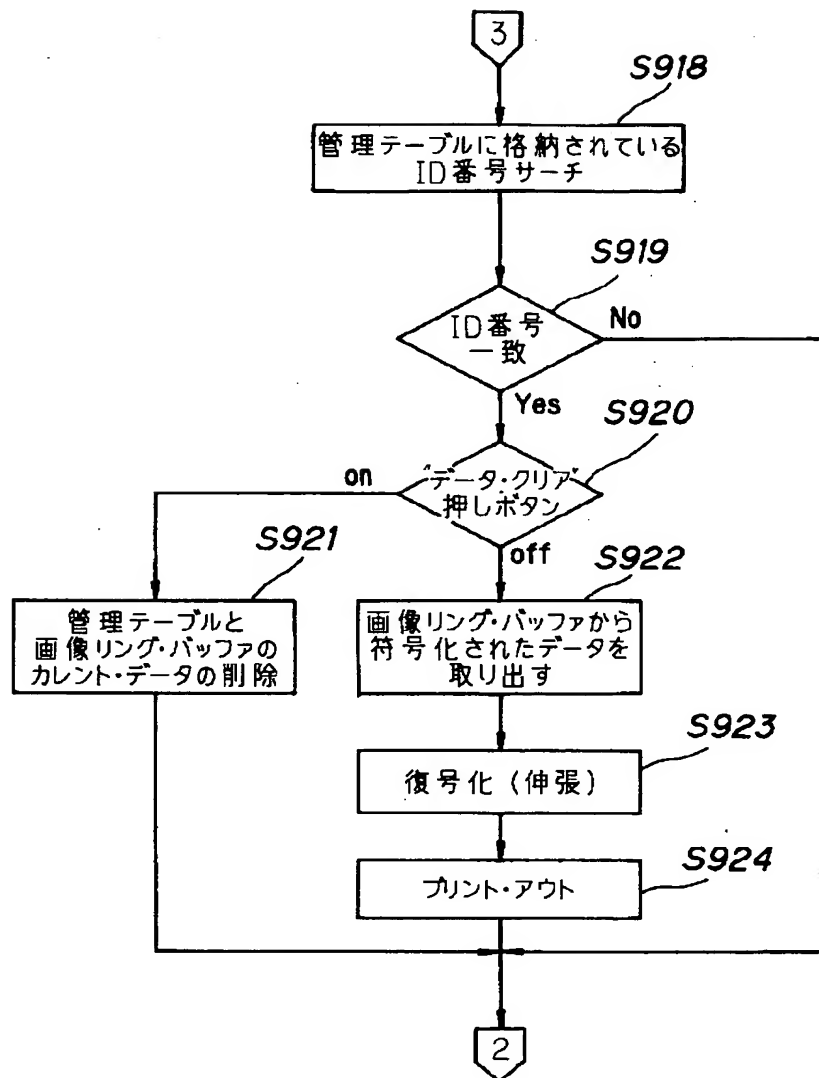 3
S918
管理テーブルに格納されている
ID番号サーチ
S919
ID番号
一致
No
Yes
S920
"データ・クリア"
押しボタン
on
off
S921
管理テーブルと
画像リング・バッファの
カレント・データの削除
S922
画像リング・バッファから
符号化されたデータを
取り出す
S923
復号化(伸張)
S924
プリント・アウト
2